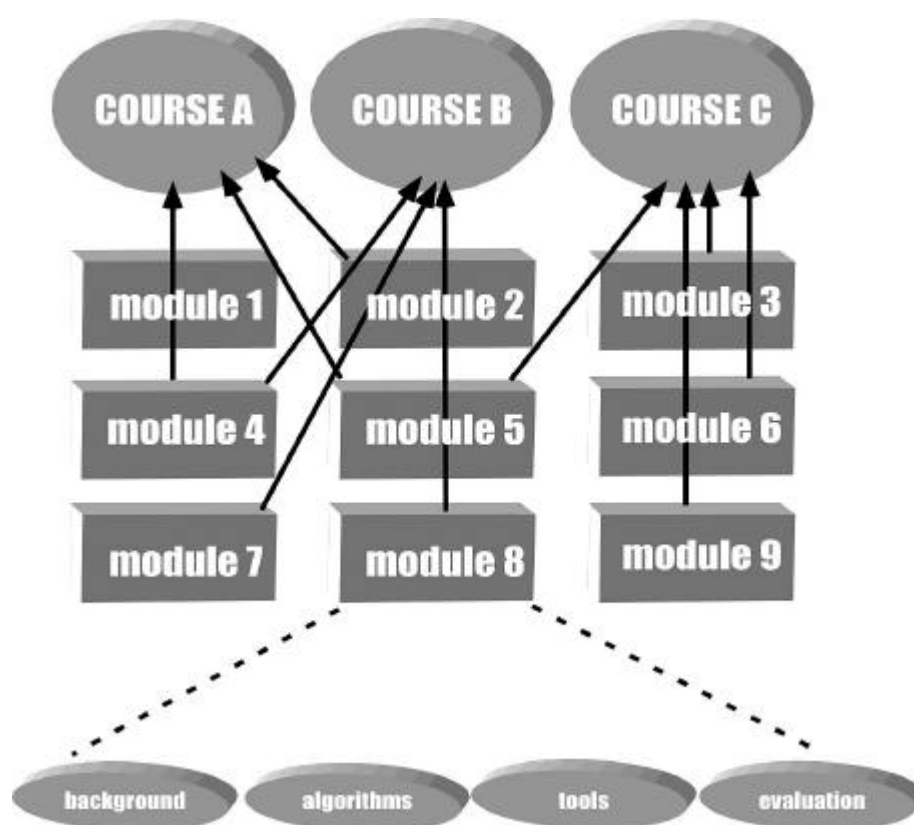 COURSE A
COURSE B
COURSE C
module 1
module 2
module 3
module 4
module 5
module 6
module 7
module 8
module 9
background
algorithms
tools
evaluation